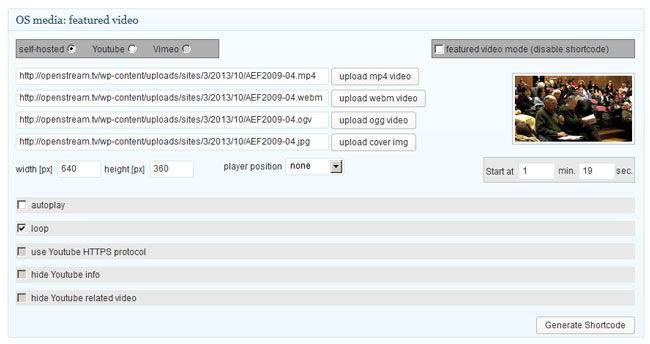 OS media: featured video
self-hosted Youtube Vimeo featured video mode (disable shortcode)
http://openstream.tv/wp-content/uploads/sites/3/2013/10/AEF2009-04.mp4 upload mp4 video
http://openstream.tv/wp-content/uploads/sites/3/2013/10/AEF2009-04.webm upload webm video
http://openstream.tv/wp-content/uploads/sites/3/2013/10/AEF2009-04.ogv upload ogg video
http://openstream.tv/wp-content/uploads/sites/3/2013/10/AEF2009-04.jpg upload cover img
width [px] 640 height [px] 360 player position none Start at 1 min. 19 sec.
autoplay
loop
use Youtube HTTPS protocol
hide Youtube info
hide Youtube related video
Generate Shortcode